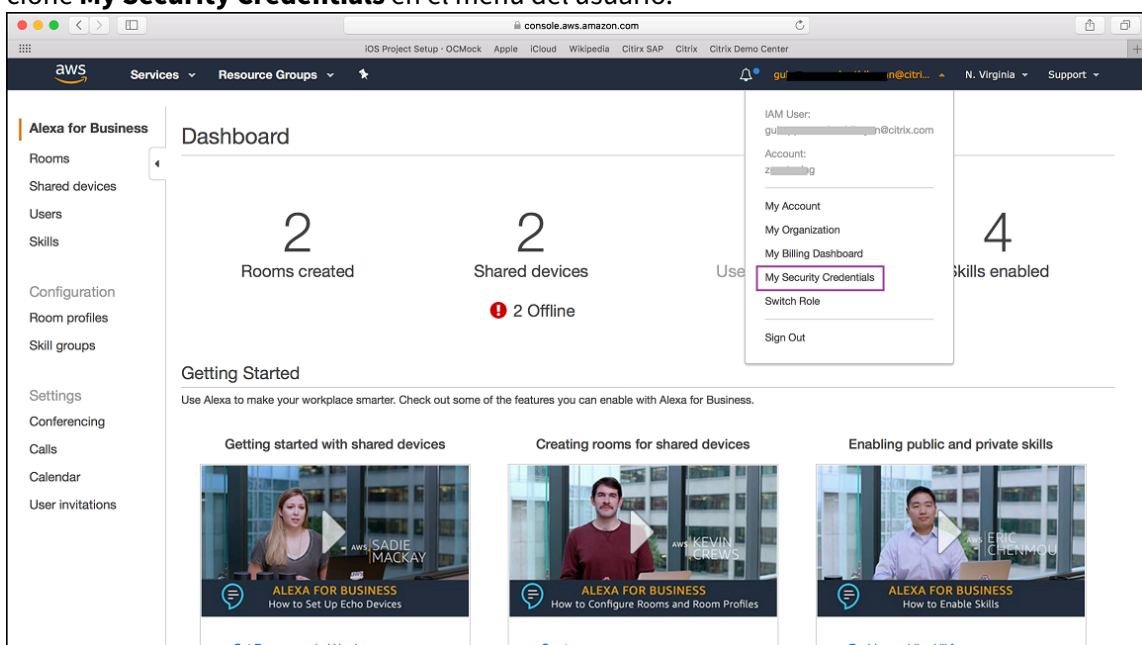 cione My Security Credentials en el menú del usuario.
console.aws.amazon.com
iOS Project Setup · OCMock Apple iCloud Wikipedia Citirx SAP Citrix Citrix Demo Center
aws Services Resource Groups gui n@citri... N. Virginia Support
IAM User:
gu n@citrix.com
Account:
z g
My Account
My Organization
My Billing Dashboard
My Security Credentials
Switch Role
Sign Out
Alexa for Business
Rooms
Shared devices
Users
Skills
Configuration
Room profiles
Skill groups
Settings
Conferencing
Calls
Calendar
User invitations
Dashboard
2 2 4
Rooms created Shared devices Use Skills enabled
2 Offline
Getting Started
Use Alexa to make your workplace smarter. Check out some of the features you can enable with Alexa for Business.
Getting started with shared devices
AWS SADIE
MACKAY
ALEXA FOR BUSINESS
How to Set Up Echo Devices
Creating rooms for shared devices
AWS KEVIN
CREWS
ALEXA FOR BUSINESS
How to Configure Rooms and Room Profiles
Enabling public and private skills
AWS ERIC
CHENMOU
ALEXA FOR BUSINESS
How to Enable Skills